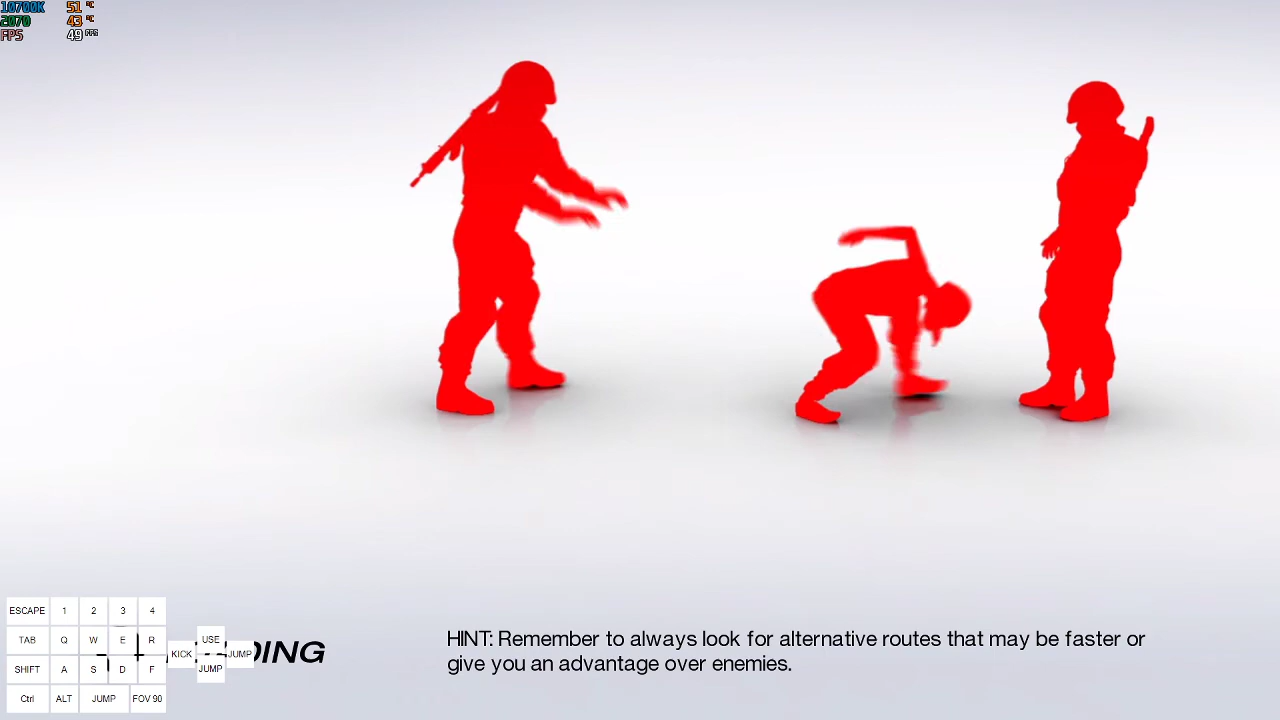 10700K 51 °C
2070 43 °C
FPS 49 FPS
ESCAPE 1 2 3 4
TAB Q W E R
SHIFT A S D F
Ctrl ALT JUMP FOV 90
KICK USE JUMP
JUMP
HINT: Remember to always look for alternative routes that may be faster or
give you an advantage over enemies.